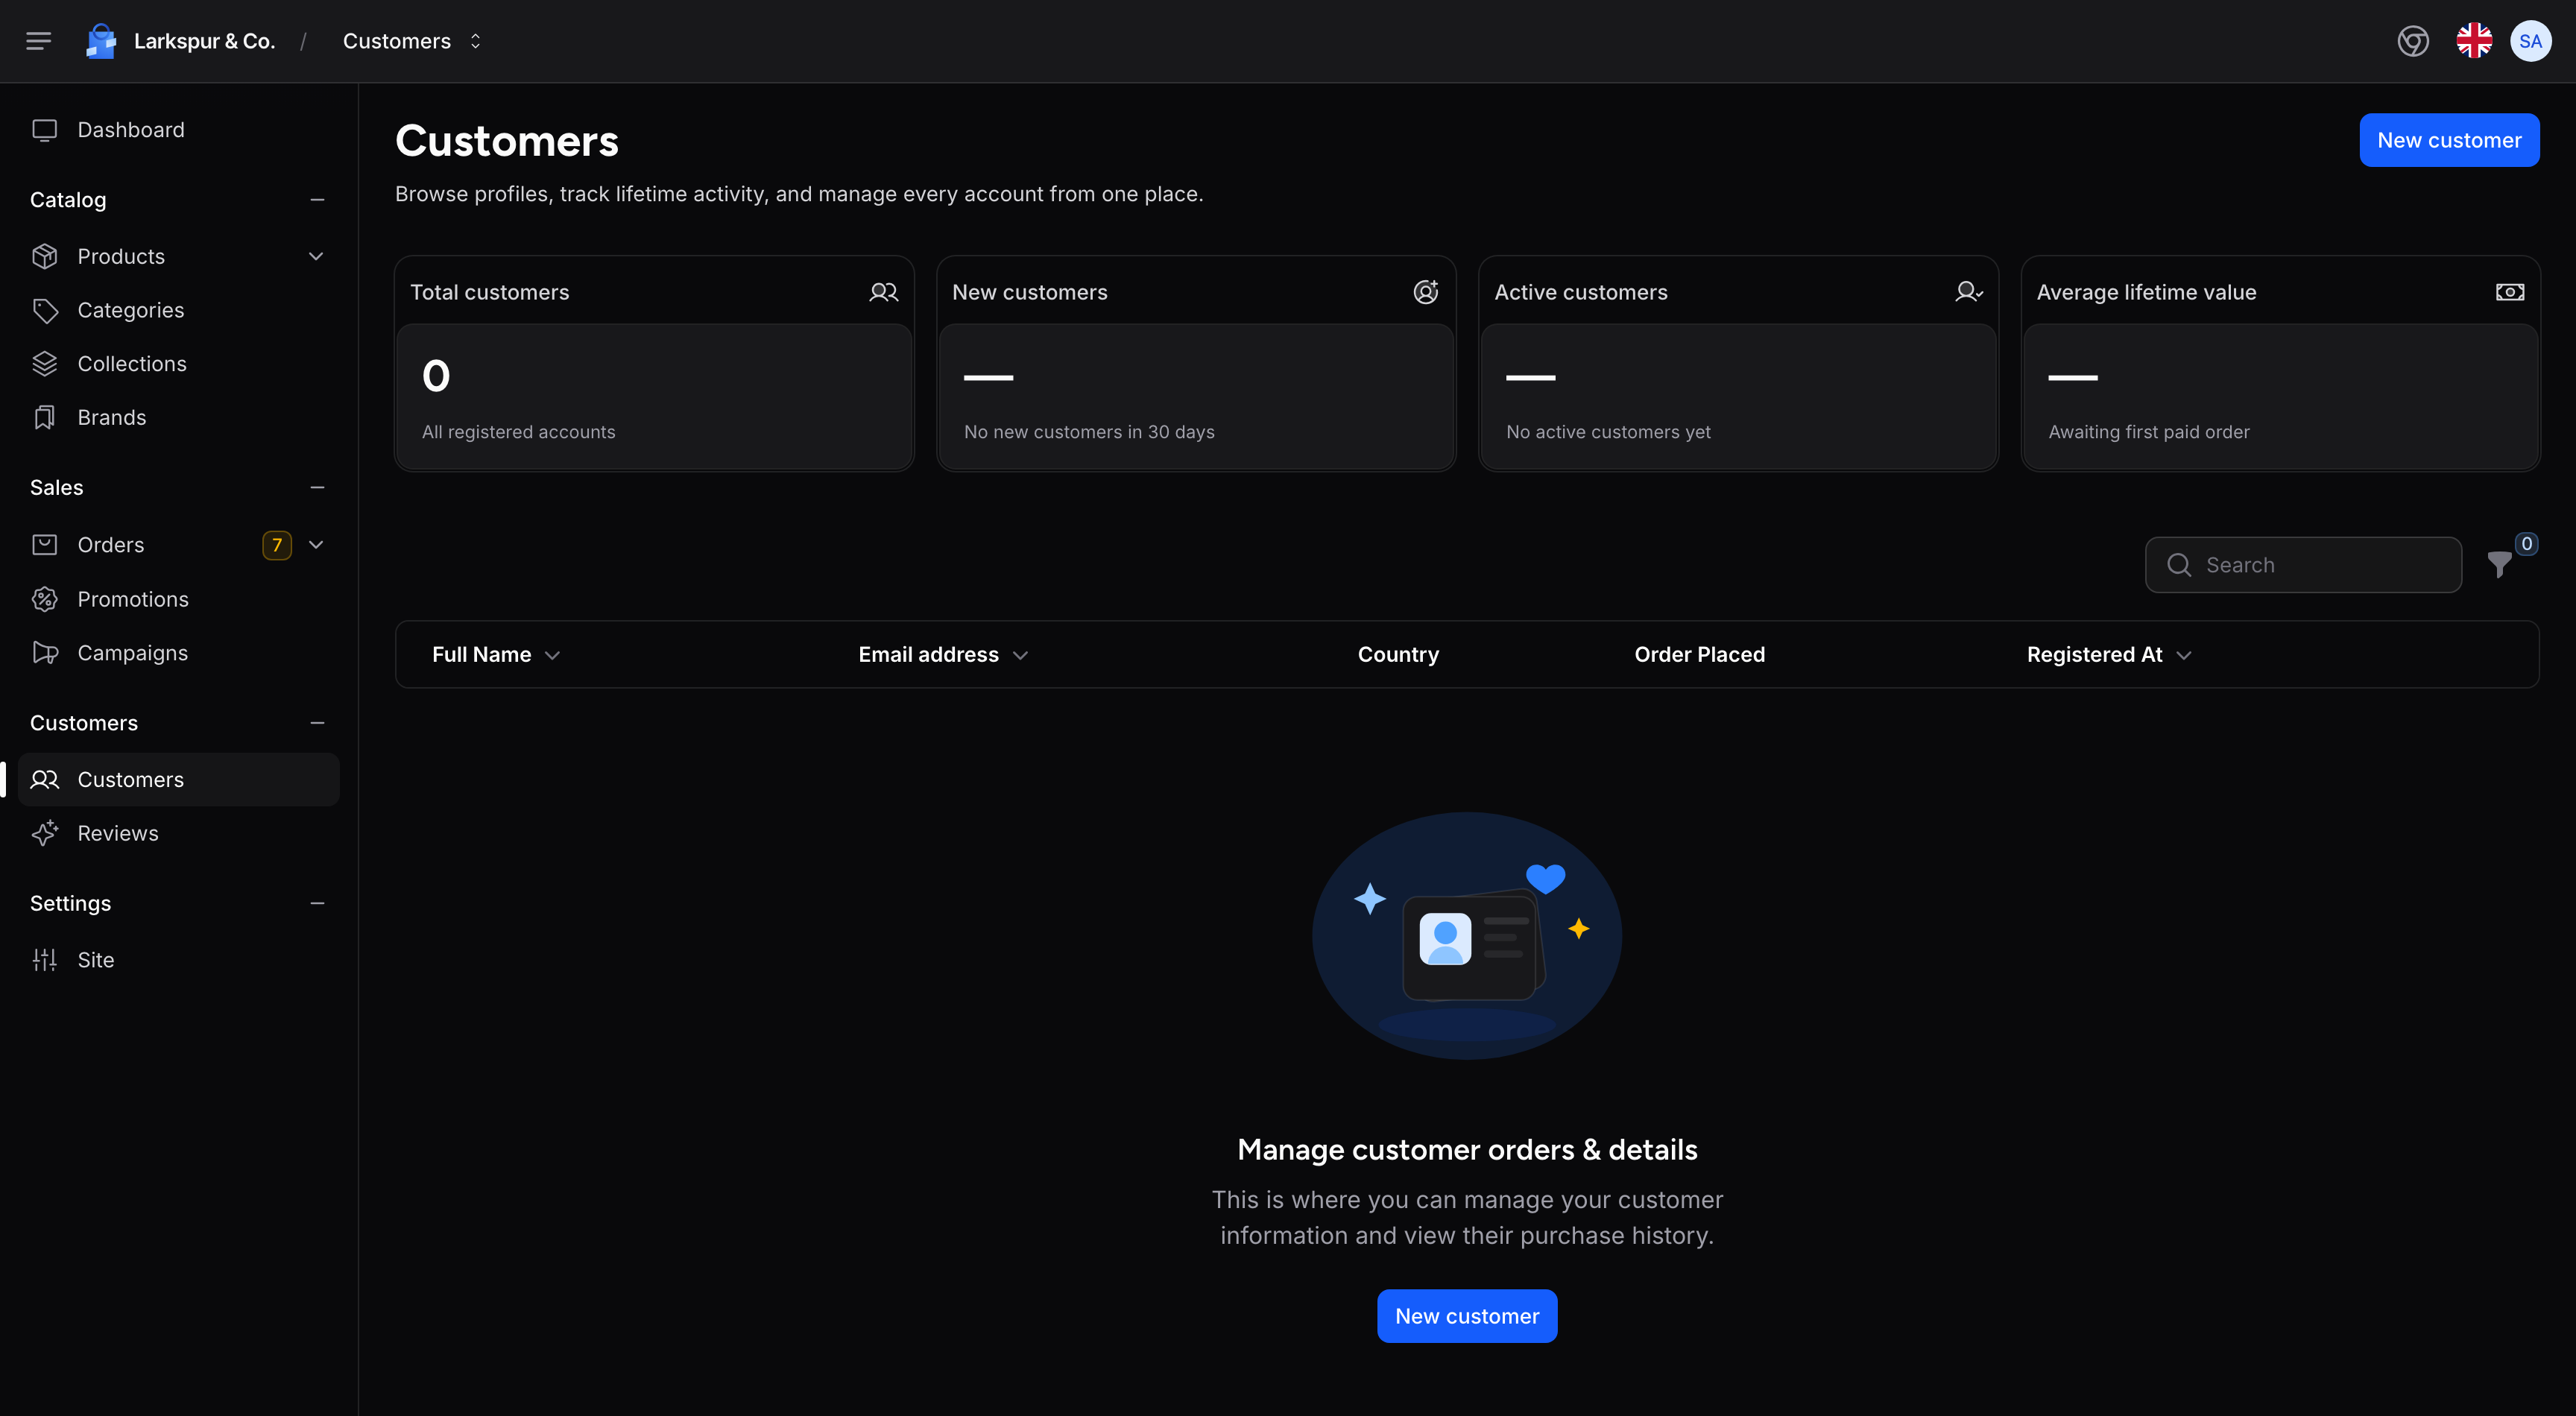 Larkspur & Co. / Customers
SA
Dashboard
Catalog
Products
Categories
Collections
Brands
Sales
Orders 7
Promotions
Campaigns
Customers
Customers
Reviews
Settings
Site
Customers
New customer
Browse profiles, track lifetime activity, and manage every account from one place.
Total customers
0
All registered accounts
New customers
—
No new customers in 30 days
Active customers
—
No active customers yet
Average lifetime value
—
Awaiting first paid order
Search
0
Full Name Email address Country Order Placed Registered At
Manage customer orders & details
This is where you can manage your customer
information and view their purchase history.
New customer